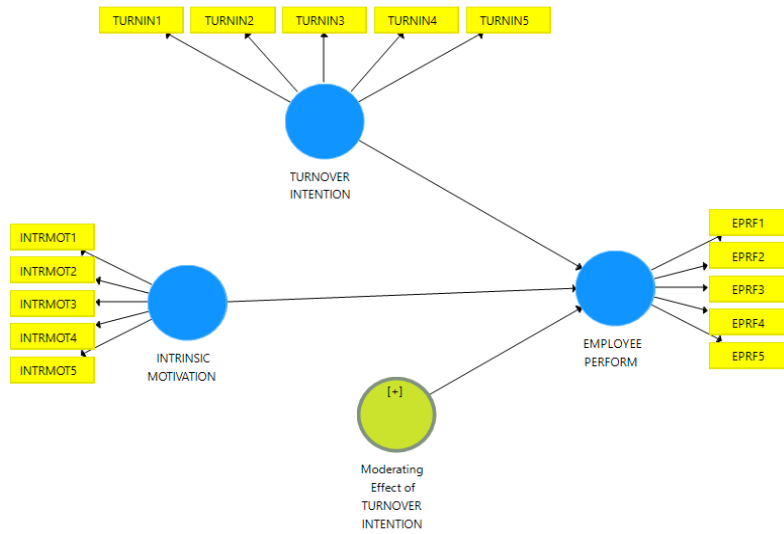 TURNIN1 TURNIN2 TURNIN3 TURNIN4 TURNIN5
TURNOVER
INTENTION
INTRMOT1
INTRMOT2
INTRMOT3
INTRMOT4
INTRMOT5
INTRINSIC
MOTIVATION
EPRF1
EPRF2
EPRF3
EPRF4
EPRF5
EMPLOYEE
PERFORM
[+]
Moderating
Effect of
TURNOVER
INTENTION